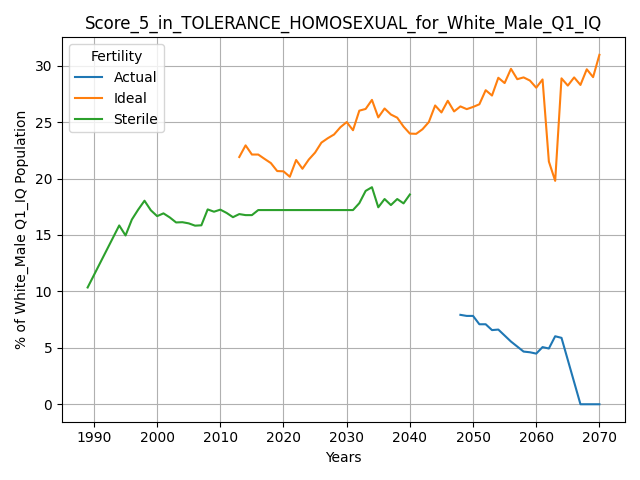 Score_5_in_TOLERANCE_HOMOSEXUAL_for_White_Male_Q1_IQ
Fertility
Actual
Ideal
Sterile
% of White_Male Q1_IQ Population
30
25
20
15
10
5
0
1990 2000 2010 2020 2030 2040 2050 2060 2070
Years